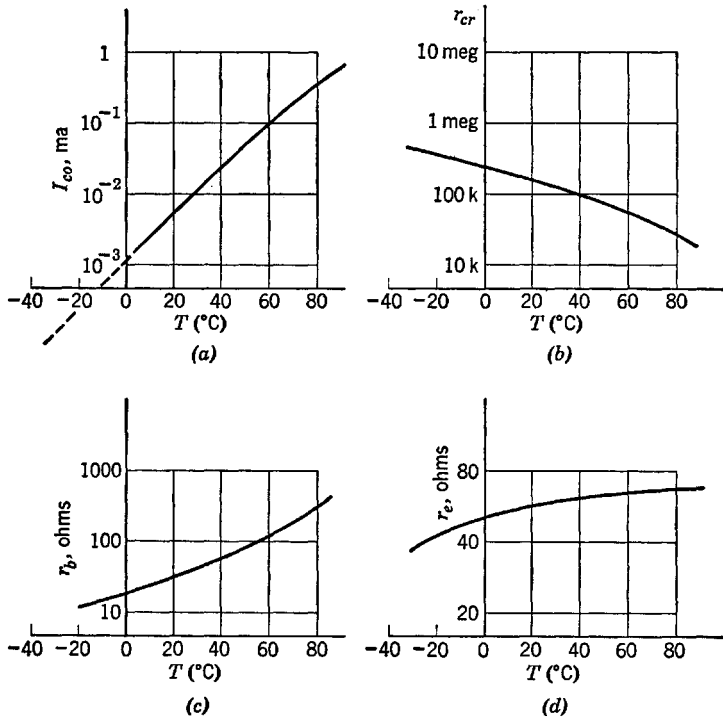 I_co, ma
1
10^-1
10^-2
10^-3
-40 -20 0 20 40 60 80
T (°C)
(a)
r_cr
10 meg
1 meg
100 k
10 k
-40 -20 0 20 40 60 80
T (°C)
(b)
r_b, ohms
1000
100
10
-40 -20 0 20 40 60 80
T (°C)
(c)
r_e, ohms
80
40
20
-40 -20 0 20 40 60 80
T (°C)
(d)